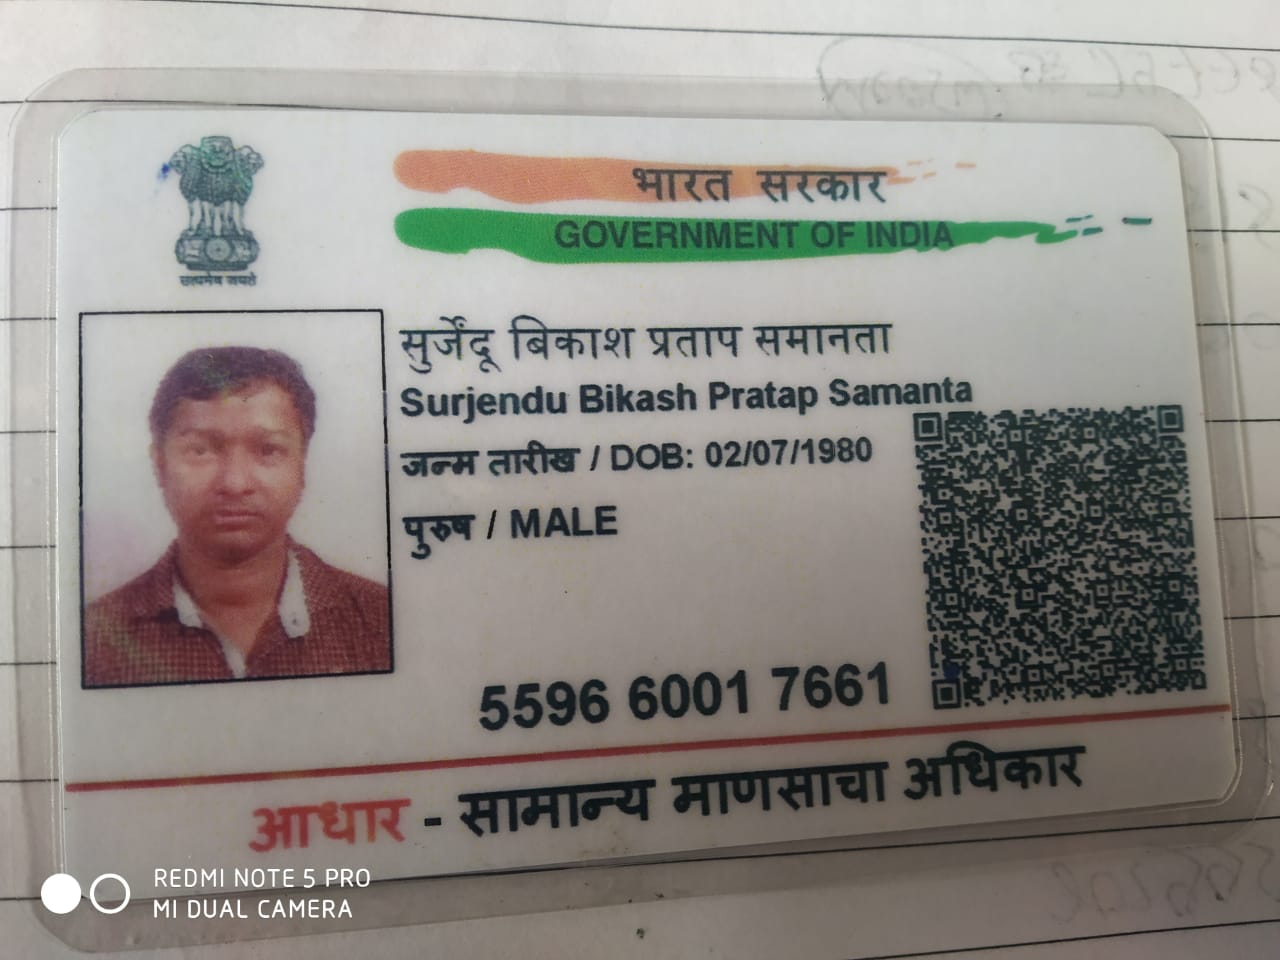 भारत सरकार
GOVERNMENT OF INDIA
सत्यमेव जयते
सुर्जेंदू बिकाश प्रताप समानता
Surjendu Bikash Pratap Samanta
जन्म तारीख / DOB: 02/07/1980
पुरुष / MALE
5596 6001 7661
आधार - सामान्य माणसाचा अधिकार
REDMI NOTE 5 PRO
MI DUAL CAMERA